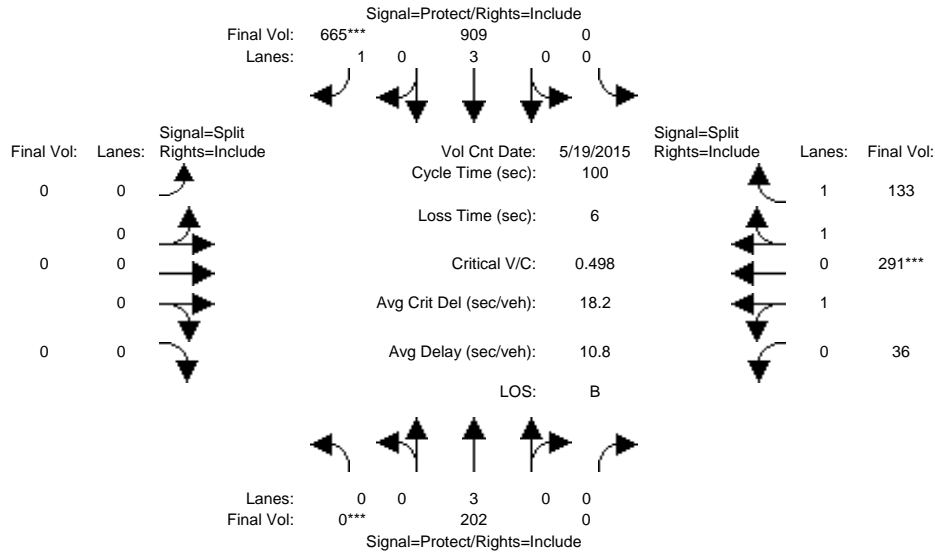 Signal=Protect/Rights=Include
Final Vol: 665*** 909 0
Lanes: 1 0 3 0 0
Signal=Split Signal=Split
Final Vol: Lanes: Rights=Include Vol Cnt Date: 5/19/2015 Rights=Include Lanes: Final Vol:
Cycle Time (sec): 100
0 0 1 133
Loss Time (sec): 6
0 1
0 0 Critical V/C: 0.498 0 291***
0 Avg Crit Del (sec/veh): 18.2 1
0 0 Avg Delay (sec/veh): 10.8 0 36
LOS: B
Lanes: 0 0 3 0 0
Final Vol: 0*** 202 0
Signal=Protect/Rights=Include